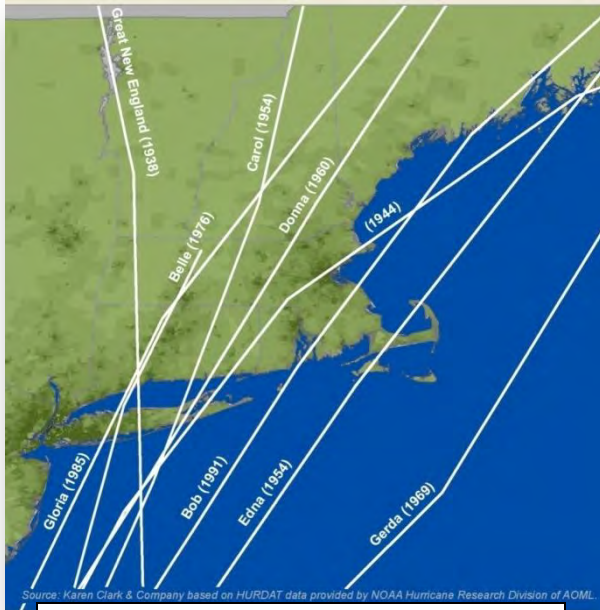 Great New England (1938)
Carol (1954)
Belle (1976)
Donna (1960)
(1944)
Gloria (1985)
Bob (1991)
Edna (1954)
Gerda (1969)
Source: Karen Clark & Company based on HURDAT data provided by NOAA Hurricane Research Division of AOML.